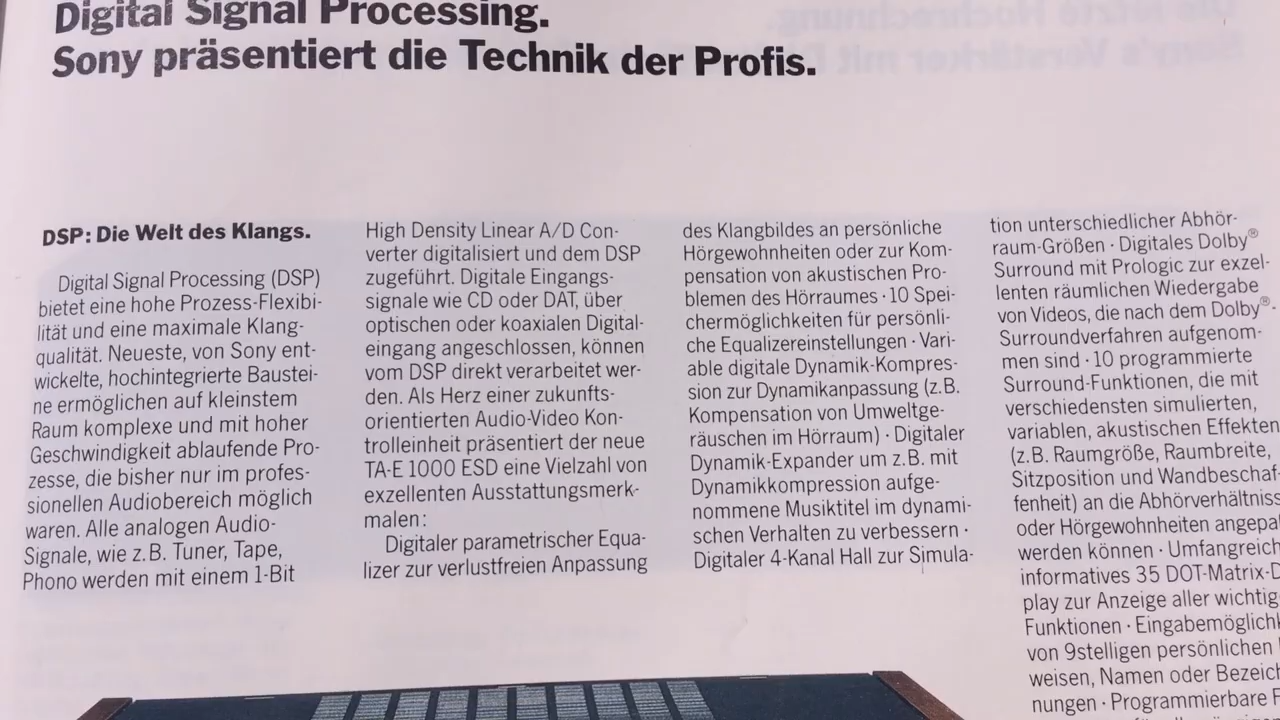 Digital Signal Processing.
Sony präsentiert die Technik der Profis.
DSP: Die Welt des Klangs.
Digital Signal Processing (DSP)
bietet eine hohe Prozess-Flexibi-
lität und eine maximale Klang-
qualität. Neueste, von Sony ent-
wickelte, hochintegrierte Baustei-
ne ermöglichen auf kleinstem
Raum komplexe und mit hoher
Geschwindigkeit ablaufende Pro-
zesse, die bisher nur im profes-
sionellen Audiobereich möglich
waren. Alle analogen Audio-
Signale, wie z.B. Tuner, Tape,
Phono werden mit einem 1-Bit
High Density Linear A/D Con-
verter digitalisiert und dem DSP
zugeführt. Digitale Eingangs-
signale wie CD oder DAT, über
optischen oder koaxialen Digital-
eingang angeschlossen, können
vom DSP direkt verarbeitet wer-
den. Als Herz einer zukunfts-
orientierten Audio-Video Kon-
trolleinheit präsentiert der neue
TA-E 1000 ESD eine Vielzahl von
exzellenten Ausstattungsmerk-
malen:
Digitaler parametrischer Equa-
lizer zur verlustfreien Anpassung
des Klangbildes an persönliche
Hörgewohnheiten oder zur Kom-
pensation von akustischen Pro-
blemen des Hörraumes · 10 Spei-
chermöglichkeiten für persönli-
che Equalizereinstellungen · Vari-
able digitale Dynamik-Kompres-
sion zur Dynamikanpassung (z.B.
Kompensation von Umweltge-
räuschen im Hörraum) · Digitaler
Dynamik-Expander um z.B. mit
Dynamikkompression aufge-
nommene Musiktitel im dynami-
schen Verhalten zu verbessern ·
Digitaler 4-Kanal Hall zur Simula-
tion unterschiedlicher Abhör-
raum-Größen · Digitales Dolby®
Surround mit Prologic zur exzel-
lenten räumlichen Wiedergabe
von Videos, die nach dem Dolby®-
Surroundverfahren aufgenom-
men sind · 10 programmierte
Surround-Funktionen, die mit
verschiedensten simulierten,
variablen, akustischen Effekten
(z.B. Raumgröße, Raumbreite,
Sitzposition und Wandbeschaf-
fenheit) an die Abhörverhältniss
oder Hörgewohnheiten angepa
werden können · Umfangreich
informatives 35 DOT-Matrix-D
play zur Anzeige aller wichtig
Funktionen · Eingabemöglich
von 9stelligen persönlichen
weisen, Namen oder Bezeich
nungen · Programmierbare F